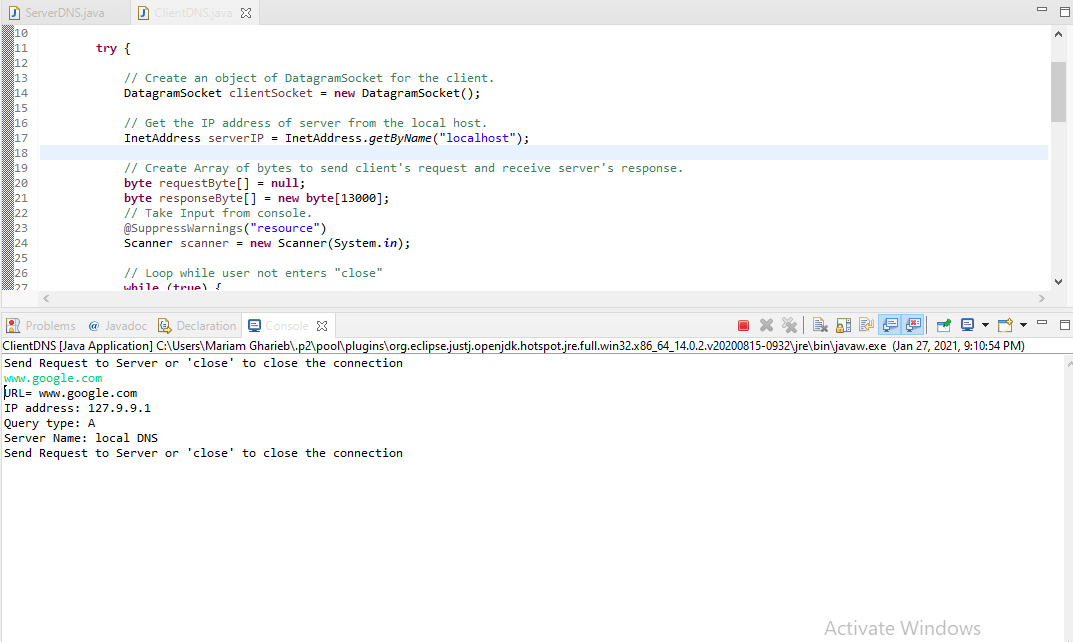 ServerDNS.java ClientDNS.java
10
11 try {
12
13 // Create an object of DatagramSocket for the client.
14 DatagramSocket clientSocket = new DatagramSocket();
15
16 // Get the IP address of server from the local host.
17 InetAddress serverIP = InetAddress.getByName("localhost");
18
19 // Create Array of bytes to send client's request and receive server's response.
20 byte requestByte[] = null;
21 byte responseByte[] = new byte[13000];
22 // Take Input from console.
23 @SuppressWarnings("resource")
24 Scanner scanner = new Scanner(System.in);
25
26 // Loop while user not enters "close"
27 while (true) {
Problems @ Javadoc Declaration Console
ClientDNS [Java Application] C:\Users\Mariam Gharieb\.p2\pool\plugins\org.eclipse.justj.openjdk.hotspot.jre.full.win32.x86_64_14.0.2.v20200815-0932\jre\bin\javaw.exe (Jan 27, 2021, 9:10:54 PM)
Send Request to Server or 'close' to close the connection
www.google.com
URL= www.google.com
IP address: 127.9.9.1
Query type: A
Server Name: local DNS
Send Request to Server or 'close' to close the connection
Activate Windows